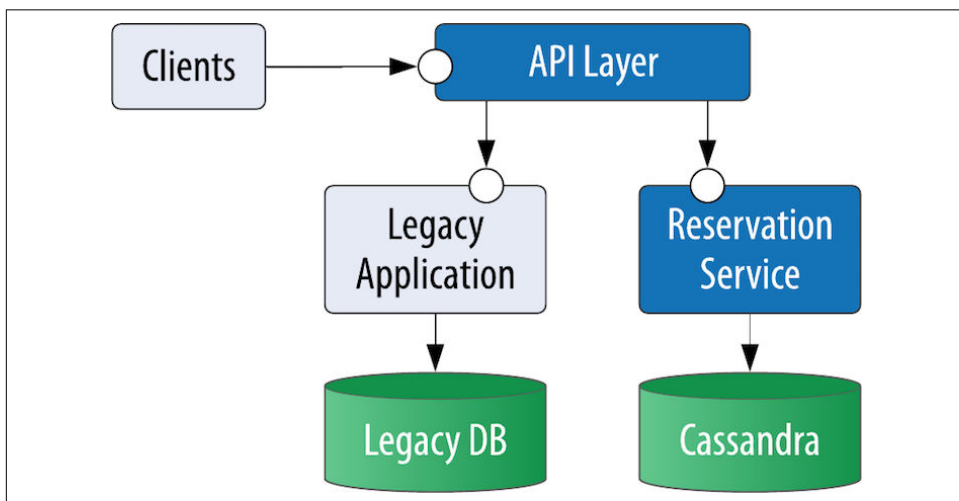 Clients
API Layer
Legacy
Application
Reservation
Service
Legacy DB
Cassandra